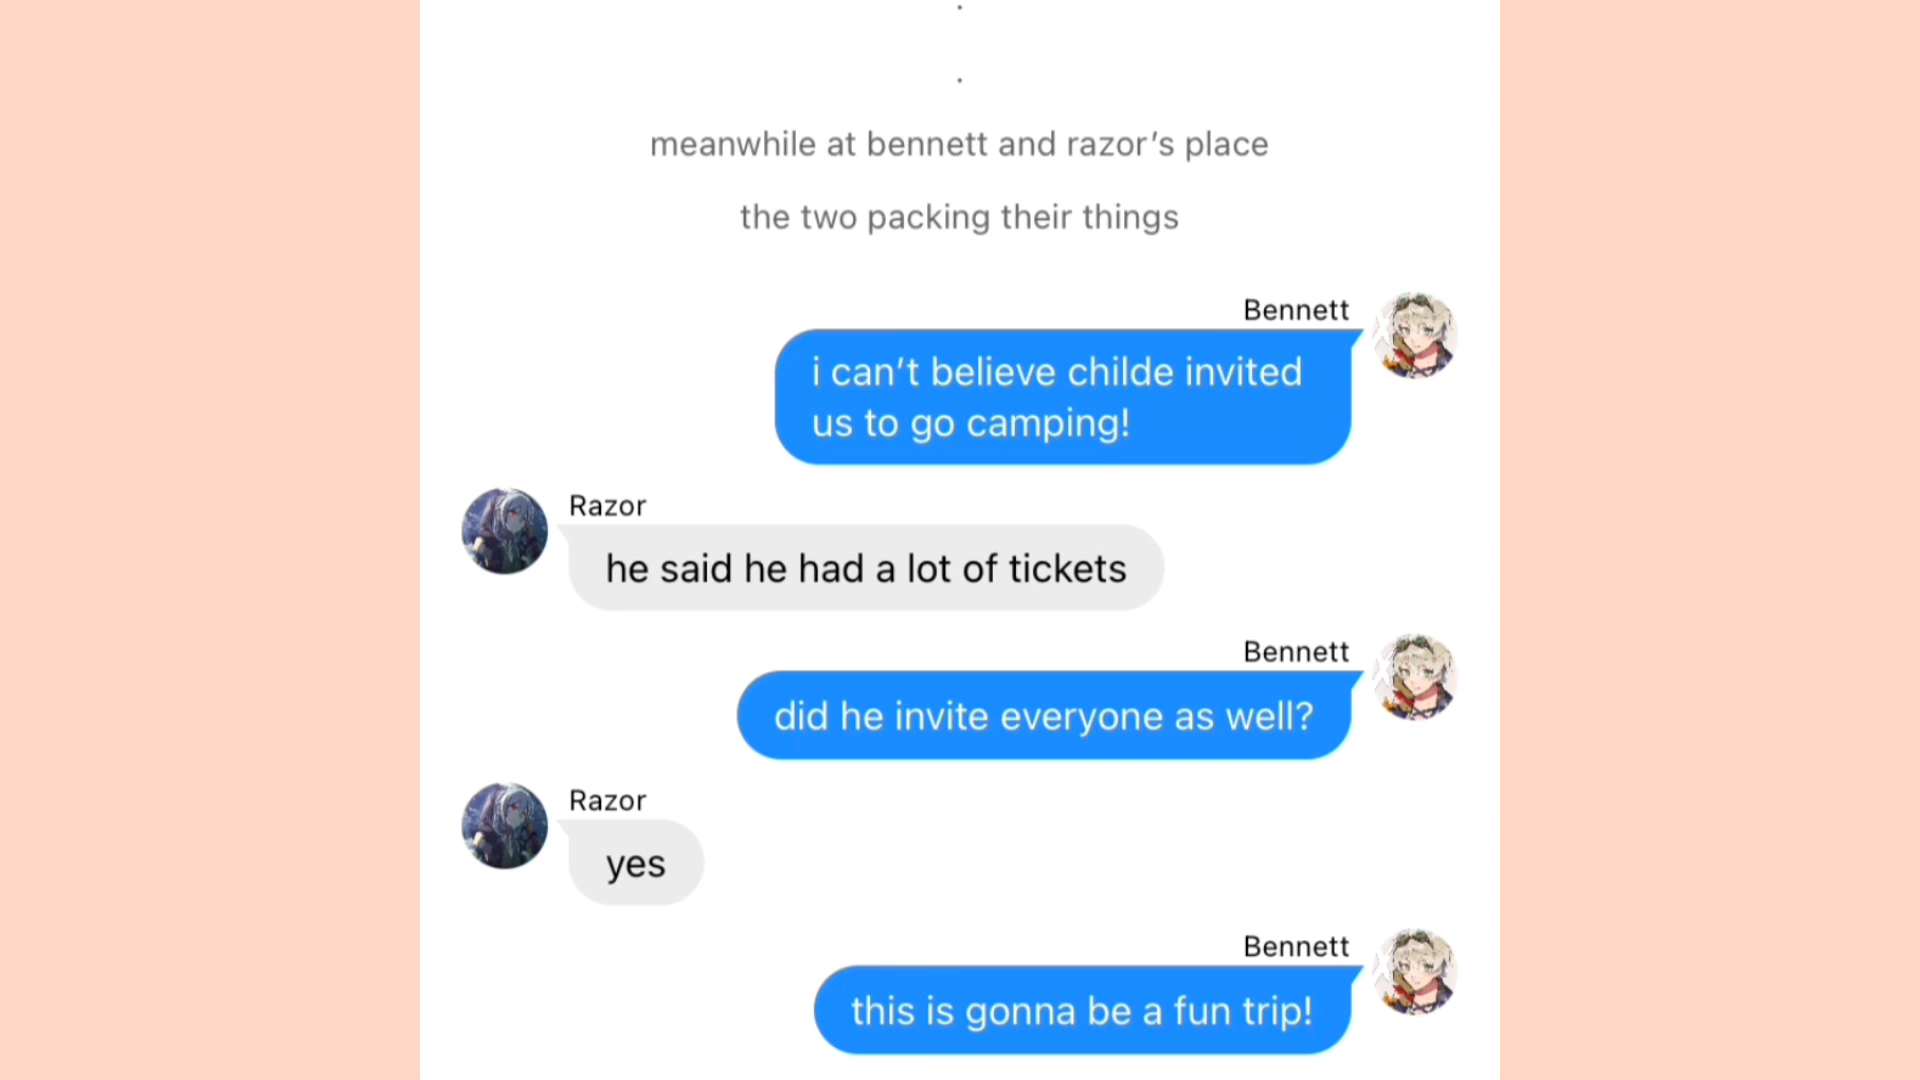 .
.
meanwhile at bennett and razor’s place
the two packing their things
Bennett
i can’t believe childe invited
us to go camping!
Razor
he said he had a lot of tickets
Bennett
did he invite everyone as well?
Razor
yes
Bennett
this is gonna be a fun trip!